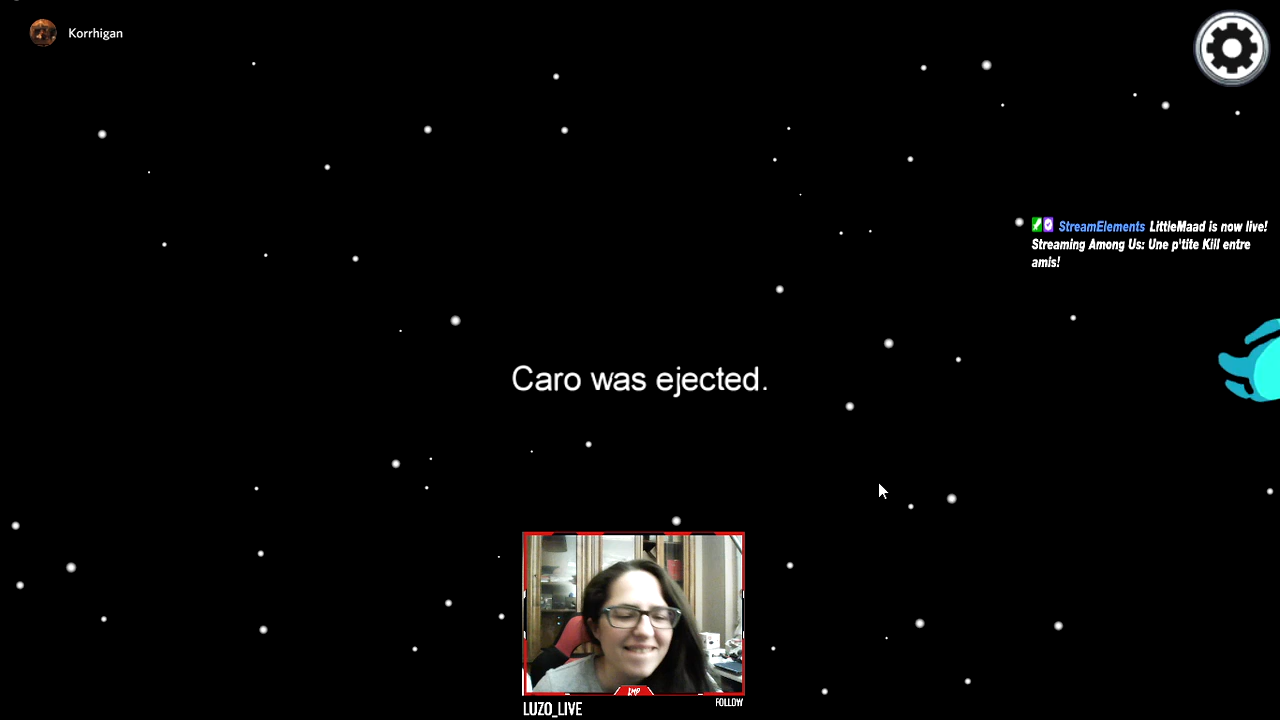 Korrhigan
StreamElements LittleMaad is now live!
Streaming Among Us: Une p'tite Kill entre
amis!
Caro was ejected.
LUZO_LIVE
FOLLOW